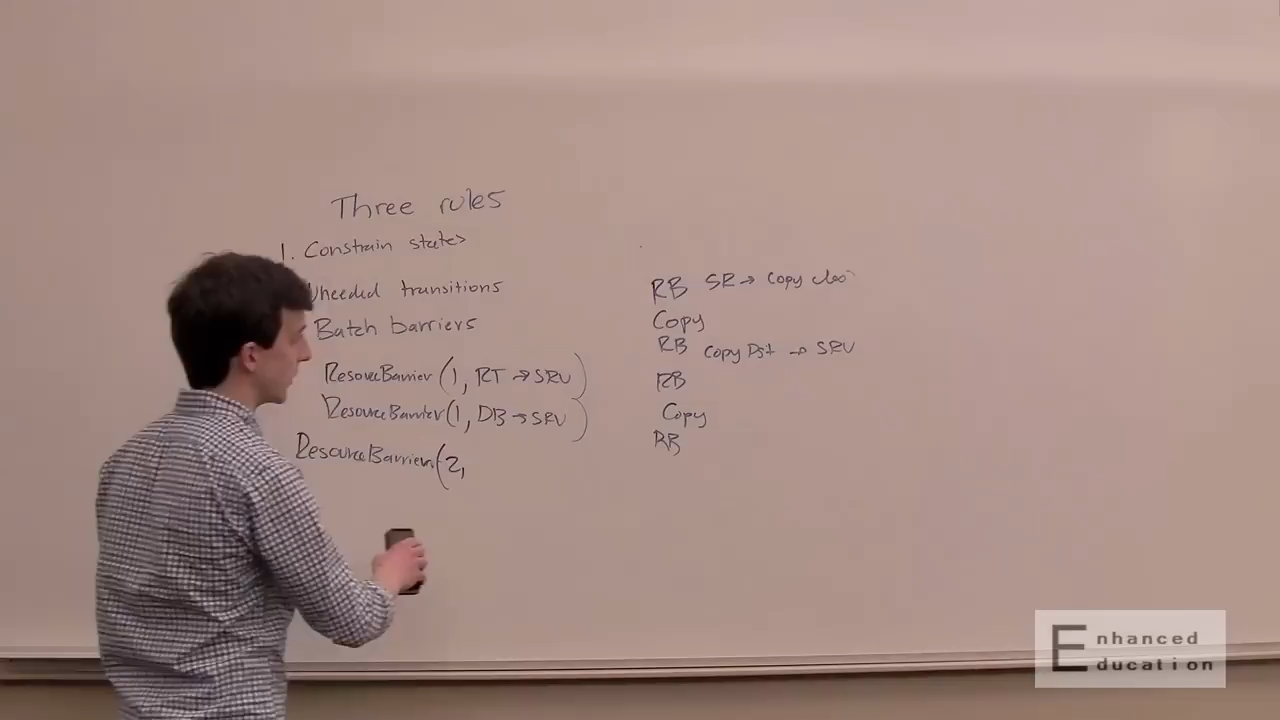 Three rules
1. Constrain states
transitions
Batch barriers
ResourceBarrier (1, RT → SRV)
ResourceBarrier (1, DB → SRV)
ResourceBarrier (2,
RB SR → Copy
Copy
RB Copy Dst → SRV
RB
Copy
RB
Enhanced
Education